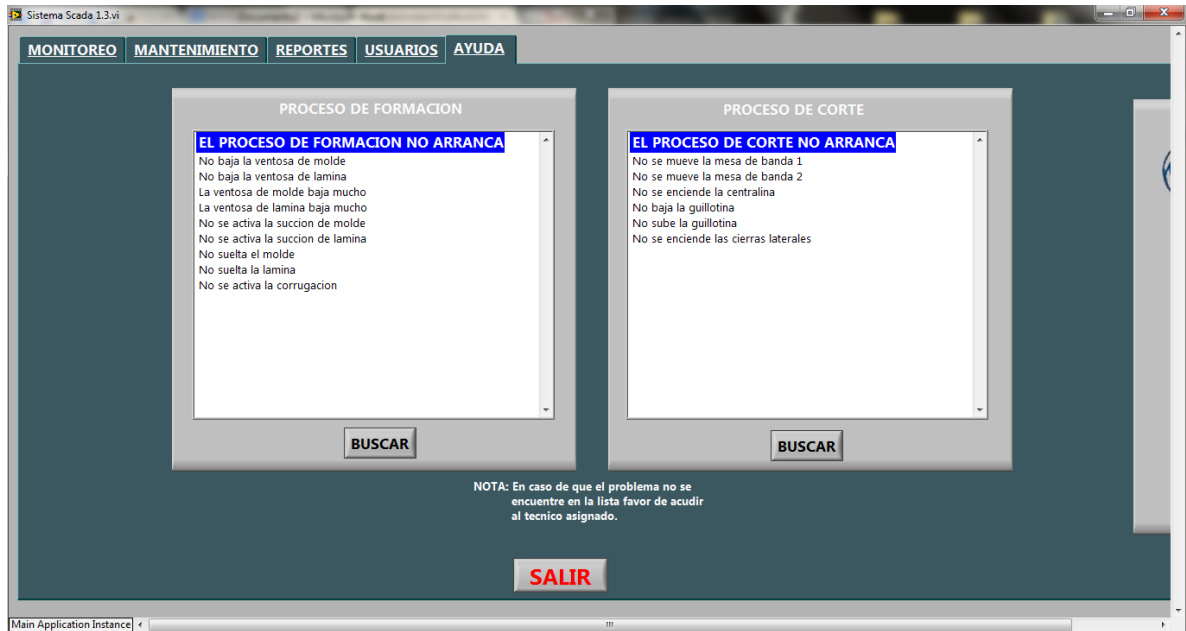 Sistema Scada 1.3.vi
MONITOREO MANTENIMIENTO REPORTES USUARIOS AYUDA
PROCESO DE FORMACION
EL PROCESO DE FORMACION NO ARRANCA
No baja la ventosa de molde
No baja la ventosa de lamina
La ventosa de molde baja mucho
La ventosa de lamina baja mucho
No se activa la succion de molde
No se activa la succion de lamina
No suelta el molde
No suelta la lamina
No se activa la corrugacion
BUSCAR
PROCESO DE CORTE
EL PROCESO DE CORTE NO ARRANCA
No se mueve la mesa de banda 1
No se mueve la mesa de banda 2
No se enciende la centralina
No baja la guillotina
No sube la guillotina
No se enciende las cierras laterales
BUSCAR
NOTA: En caso de que el problema no se
encuentre en la lista favor de acudir
al tecnico asignado.
SALIR
Main Application Instance